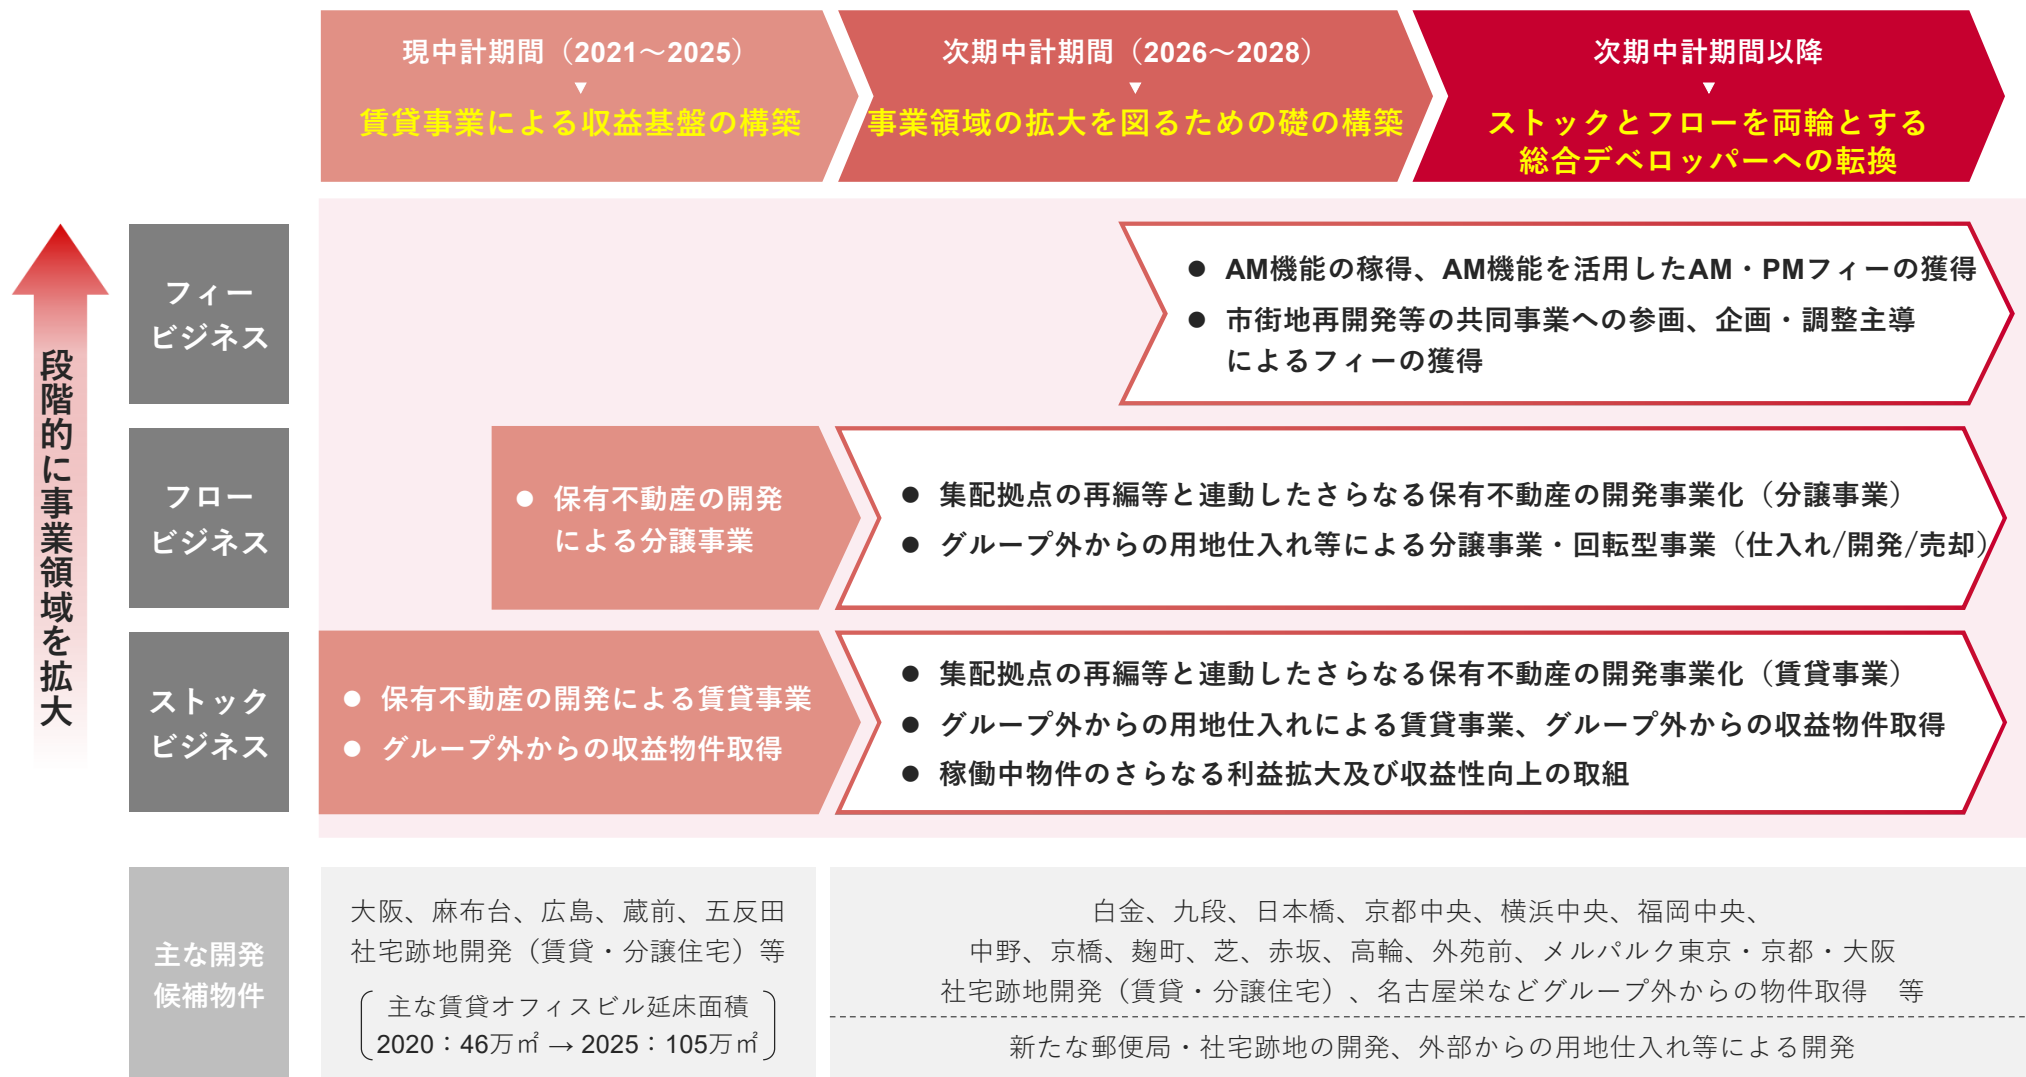 現中計期間（2021～2025）
▼
賃貸事業による収益基盤の構築
次期中計期間（2026～2028）
▼
事業領域の拡大を図るための礎の構築
次期中計期間以降
▼
ストックとフローを両輪とする
総合デベロッパーへの転換
段階的に事業領域を拡大
フィー
ビジネス
● AM機能の稼得、AM機能を活用したAM・PMフィーの獲得
● 市街地再開発等の共同事業への参画、企画・調整主導
によるフィーの獲得
フロー
ビジネス
● 保有不動産の開発
による分譲事業
● 集配拠点の再編等と連動したさらなる保有不動産の開発事業化（分譲事業）
● グループ外からの用地仕入れ等による分譲事業・回転型事業（仕入れ/開発/売却）
ストック
ビジネス
● 保有不動産の開発による賃貸事業
● グループ外からの収益物件取得
● 集配拠点の再編等と連動したさらなる保有不動産の開発事業化（賃貸事業）
● グループ外からの用地仕入れによる賃貸事業、グループ外からの収益物件取得
● 稼働中物件のさらなる利益拡大及び収益性向上の取組
主な開発
候補物件
大阪、麻布台、広島、蔵前、五反田
社宅跡地開発（賃貸・分譲住宅）等
主な賃貸オフィスビル延床面積
2020：46万㎡ → 2025：105万㎡
白金、九段、日本橋、京都中央、横浜中央、福岡中央、
中野、京橋、麹町、芝、赤坂、高輪、外苑前、メルパルク東京・京都・大阪
社宅跡地開発（賃貸・分譲住宅）、名古屋栄などグループ外からの物件取得　等
新たな郵便局・社宅跡地の開発、外部からの用地仕入れ等による開発